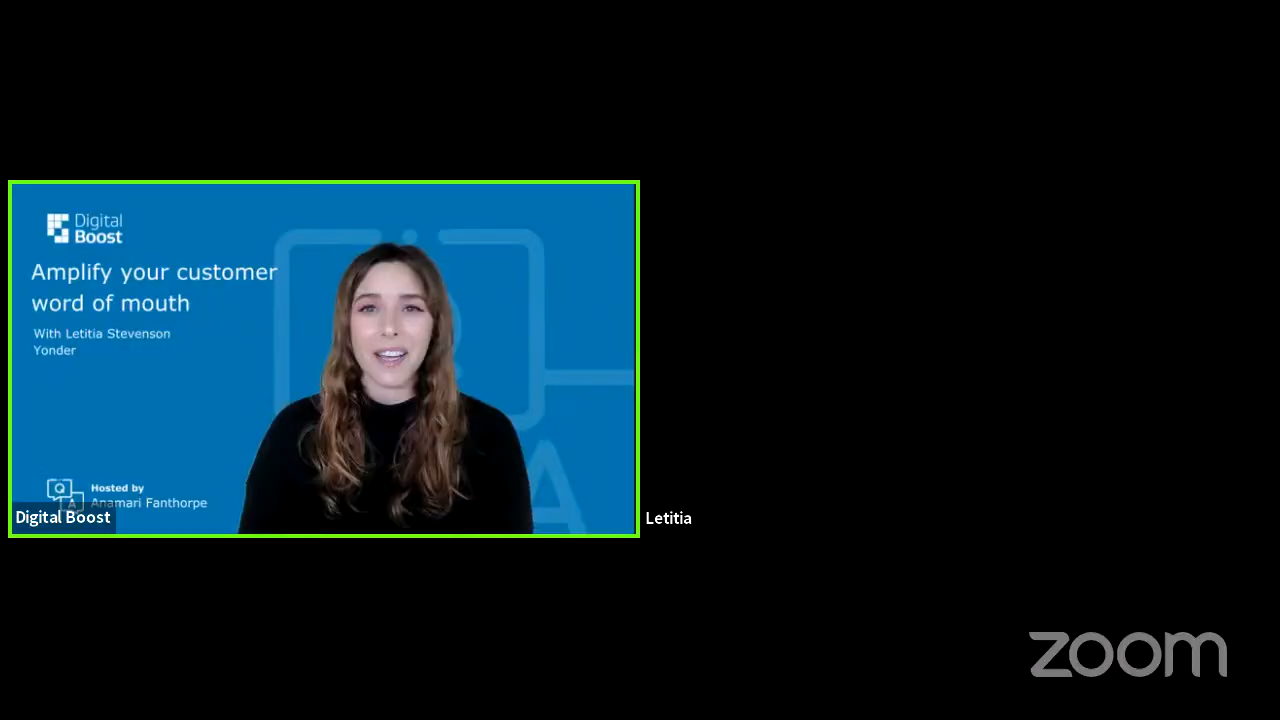 Digital
Boost
Amplify your customer
word of mouth
With Letitia Stevenson
Yonder
Q
A
Hosted by
Anamari Fanthorpe
Digital Boost
Letitia
zoom